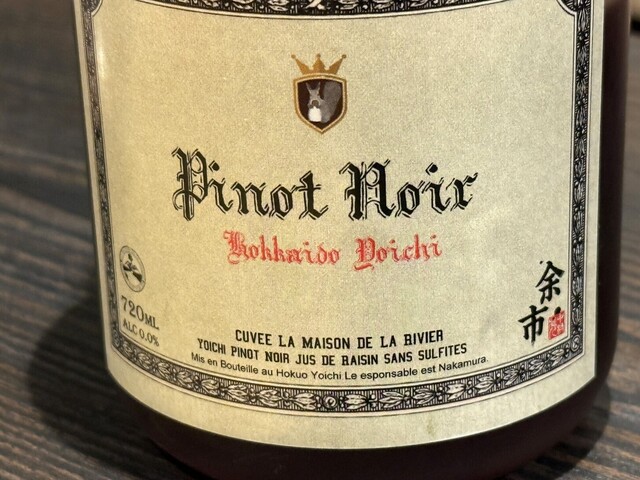 Pinot Noir
Hokkaido Yoichi
余市
720ML
ALC 0.0%
CUVEE LA MAISON DE LA RIVIER
YOICHI PINOT NOIR JUS DE RAISIN SANS SULFITES
Mis en Bouteille au Hokuo Yoichi Le esponsable est Nakamura.